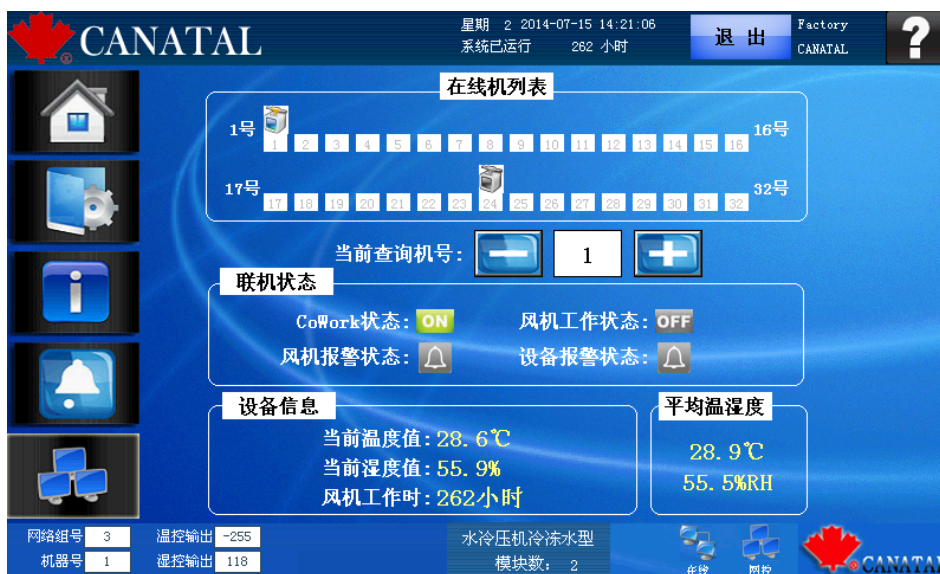 CANATAL
星期 2 2014-07-15 14:21:06
系统已运行 262 小时
退 出
Factory
CANATAL
?
在线机列表
1号 1 2 3 4 5 6 7 8 9 10 11 12 13 14 15 16 16号
17号 17 18 19 20 21 22 23 24 25 26 27 28 29 30 31 32 32号
当前查询机号: 1
联机状态
CoWork状态: ON 风机工作状态: OFF
风机报警状态: 设备报警状态:
设备信息
当前温度值: 28.6℃
当前湿度值: 55.9%
风机工作时: 262小时
平均温湿度
28.9℃
55.5%RH
网络组号 3 温控输出 -255
机器号 1 湿控输出 118
水冷压机冷冻水型
模块数: 2
在线 网控
CANATAL